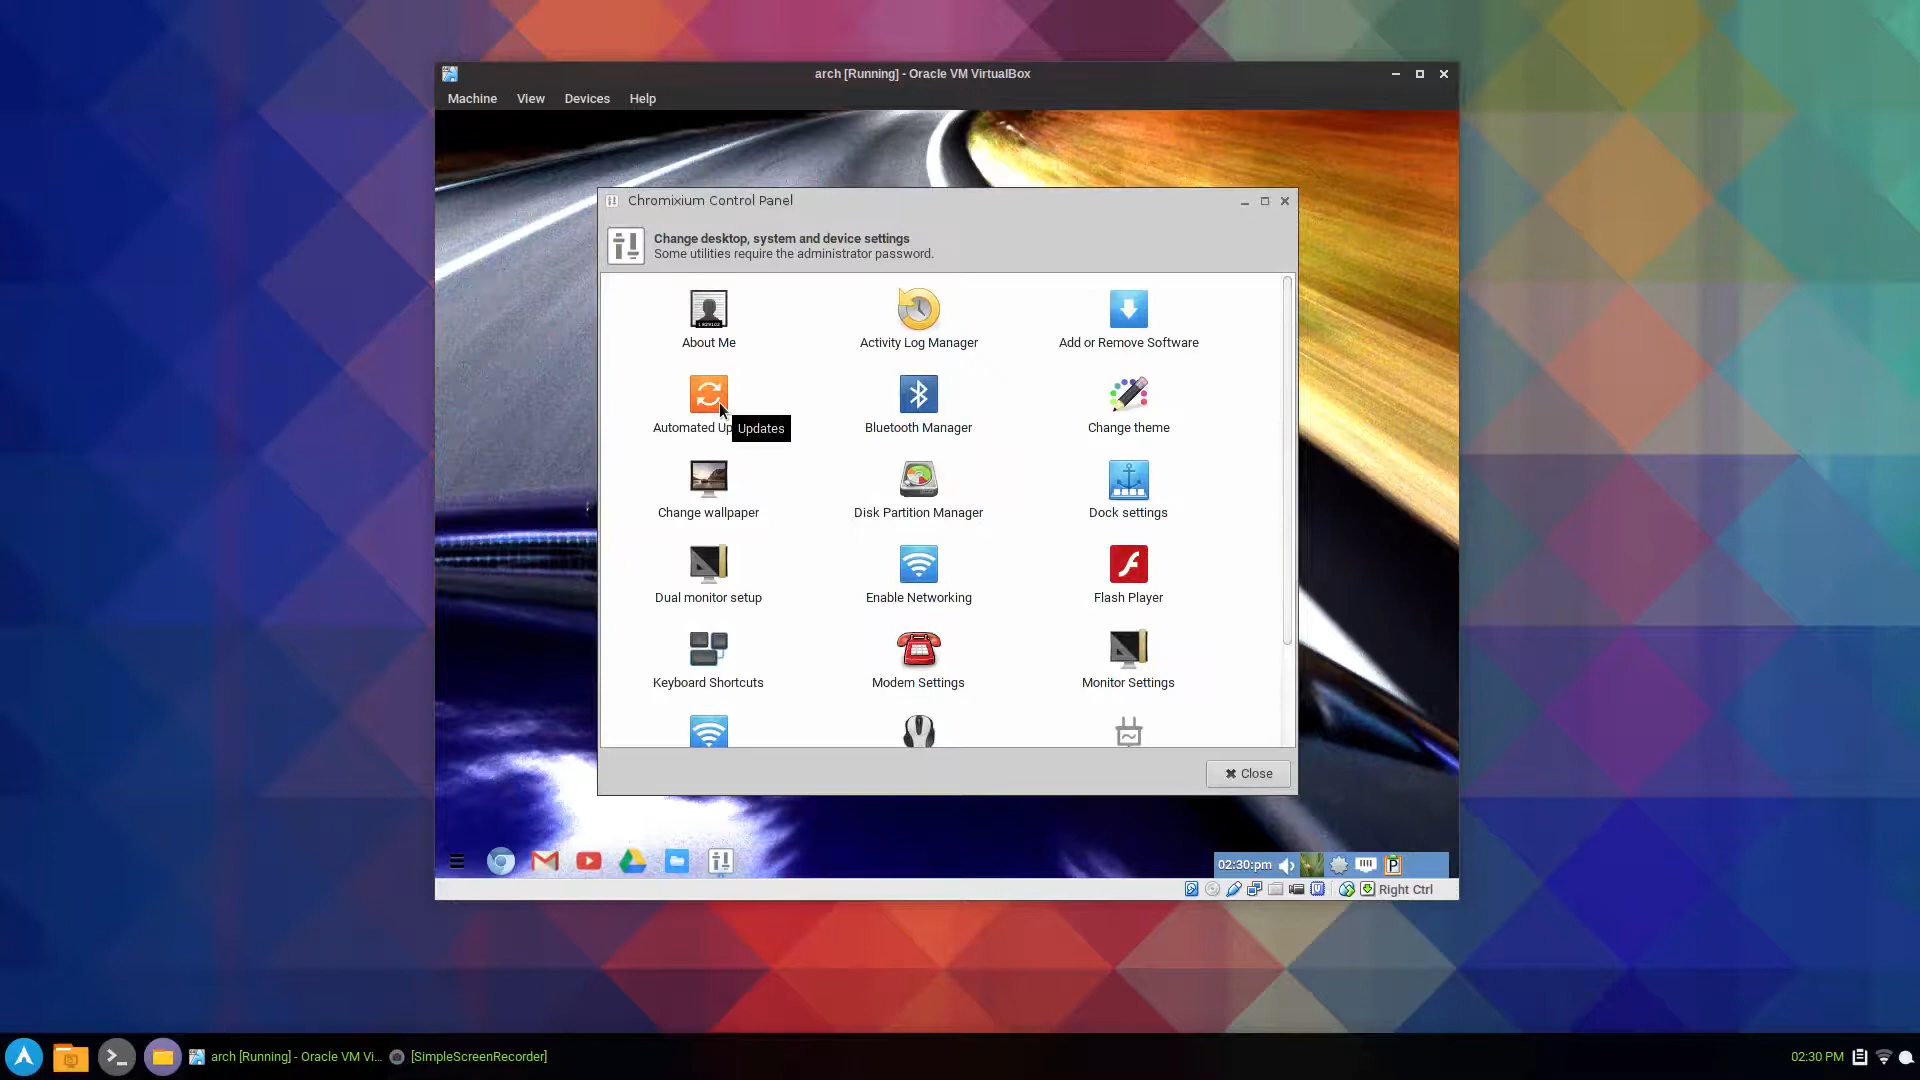 arch [Running] - Oracle VM VirtualBox
Machine View Devices Help
Chromixium Control Panel
Change desktop, system and device settings
Some utilities require the administrator password.
About Me
Activity Log Manager
Add or Remove Software
Automated Up
Updates
Bluetooth Manager
Change theme
Change wallpaper
Disk Partition Manager
Dock settings
Dual monitor setup
Enable Networking
Flash Player
Keyboard Shortcuts
Modem Settings
Monitor Settings
Close
02:30:pm
Right Ctrl
arch [Running] - Oracle VM Vi...
[SimpleScreenRecorder]
02:30 PM